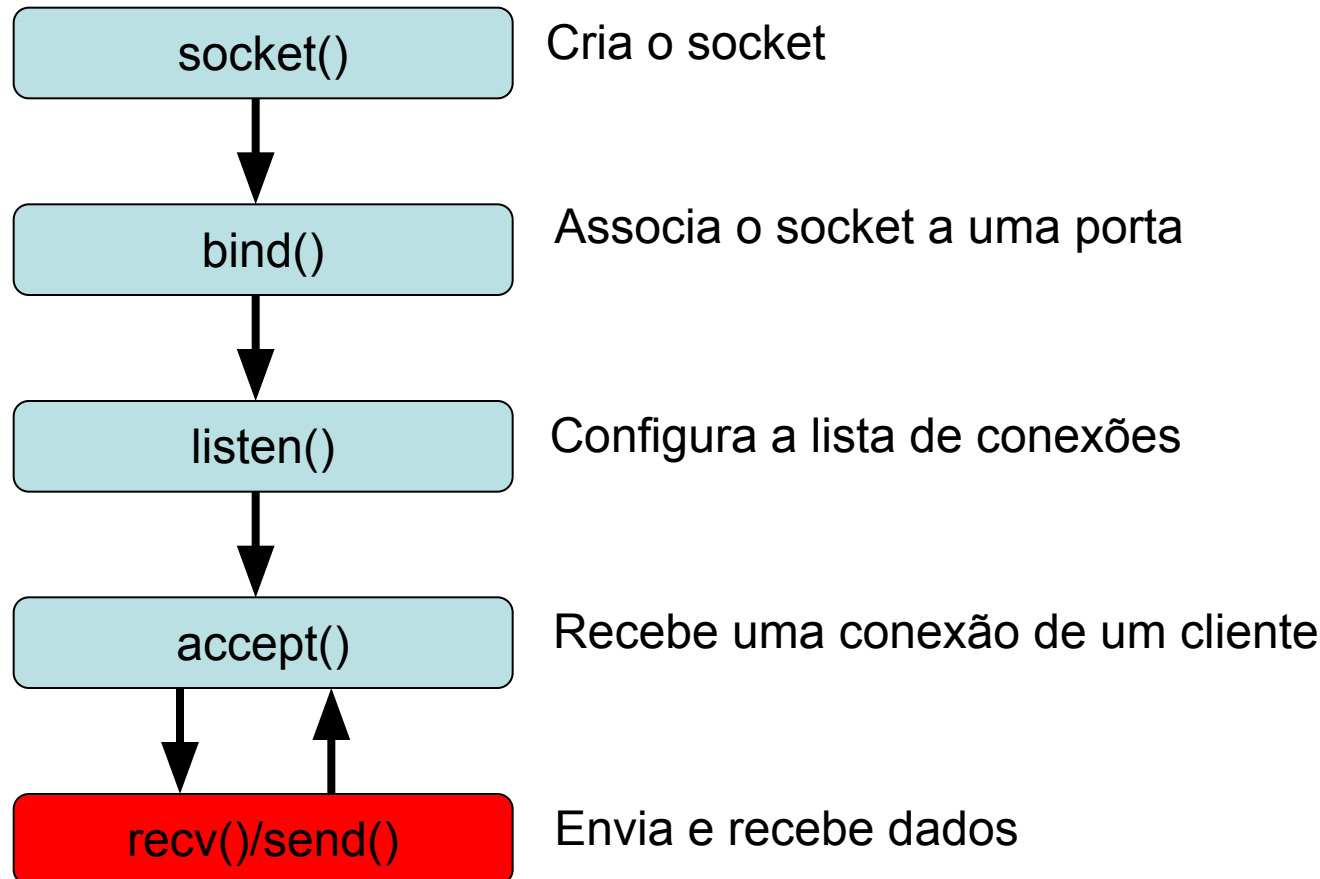 socket()
Cria o socket
bind()
Associa o socket a uma porta
listen()
Configura a lista de conexões
accept()
Recebe uma conexão de um cliente
recv()/send()
Envia e recebe dados